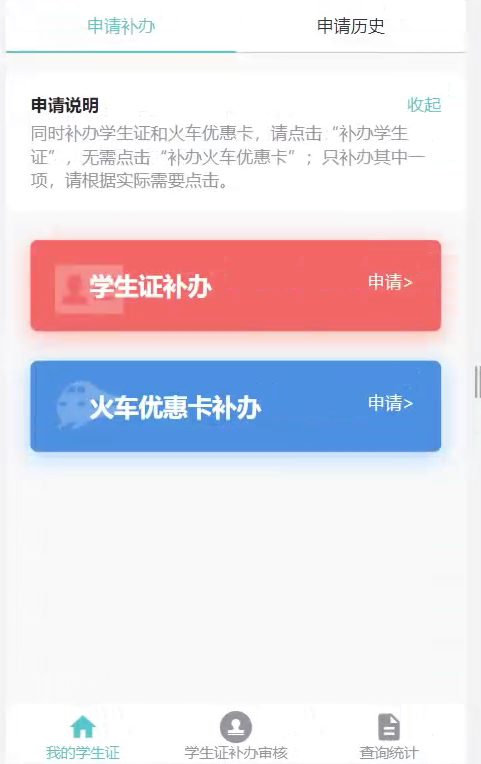 申请补办
申请历史
申请说明
收起
同时补办学生证和火车优惠卡，请点击“补办学生
证”，无需点击“补办火车优惠卡”；只补办其中一
项，请根据实际需要点击。
学生证补办
申请>
火车优惠卡补办
申请>
我的学生证
学生证补办审核
查询统计